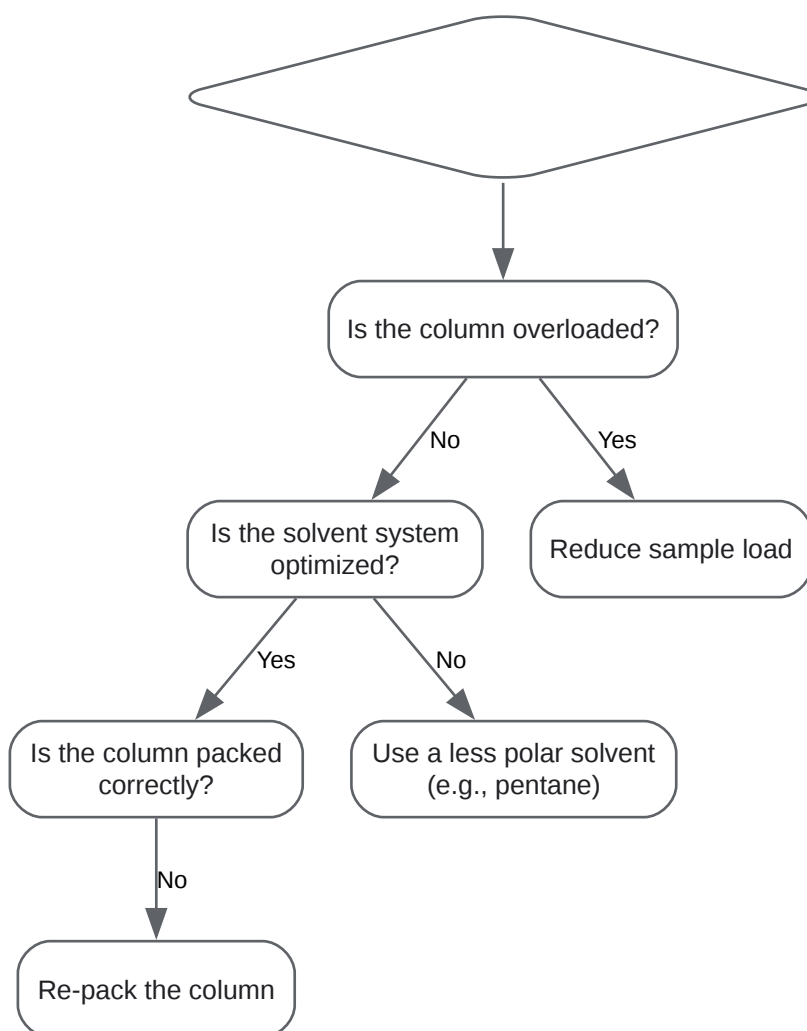 Is the column overloaded?
No
Yes
Is the solvent system
optimized?
Reduce sample load
Yes
No
Is the column packed
correctly?
Use a less polar solvent
(e.g., pentane)
No
Re-pack the column